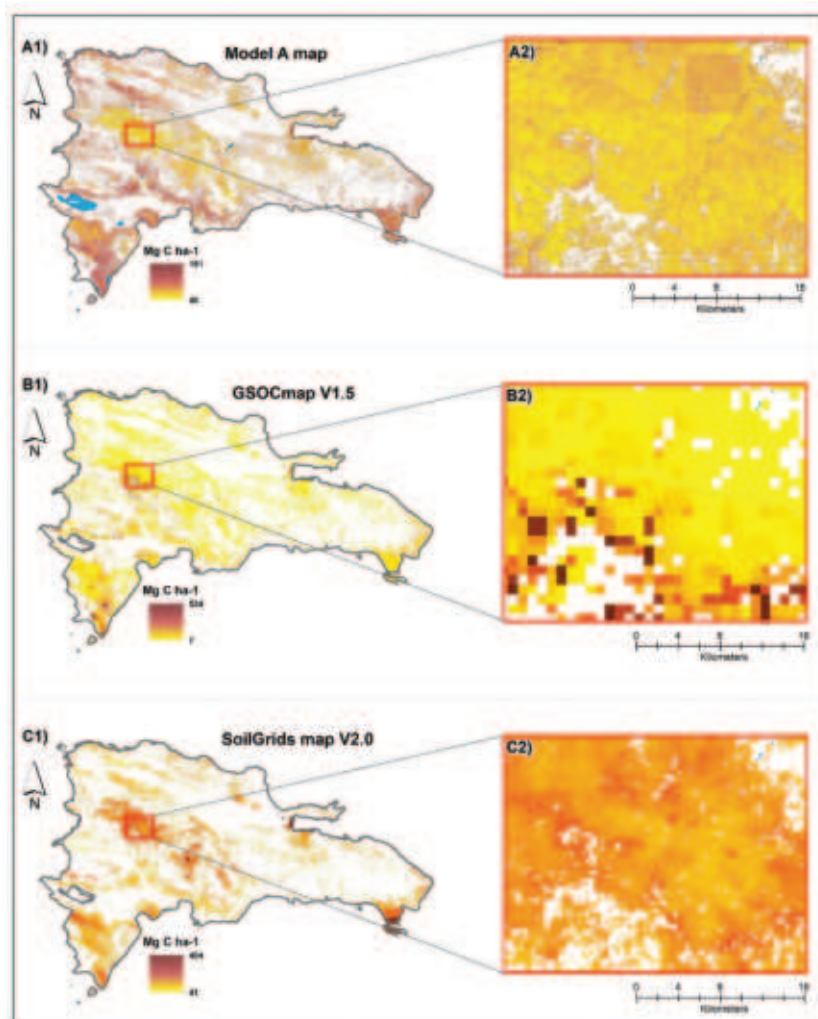 A1)
Model A map
A2)
N
Mg C ha-1
0 4 8 16
Kilometers
B1)
GSOCmap V1.5
B2)
N
Mg C ha-1
7
0 4 8 16
Kilometers
C1)
SoilGrids map V2.0
C2)
N
Mg C ha-1
0 4 8 16
Kilometers